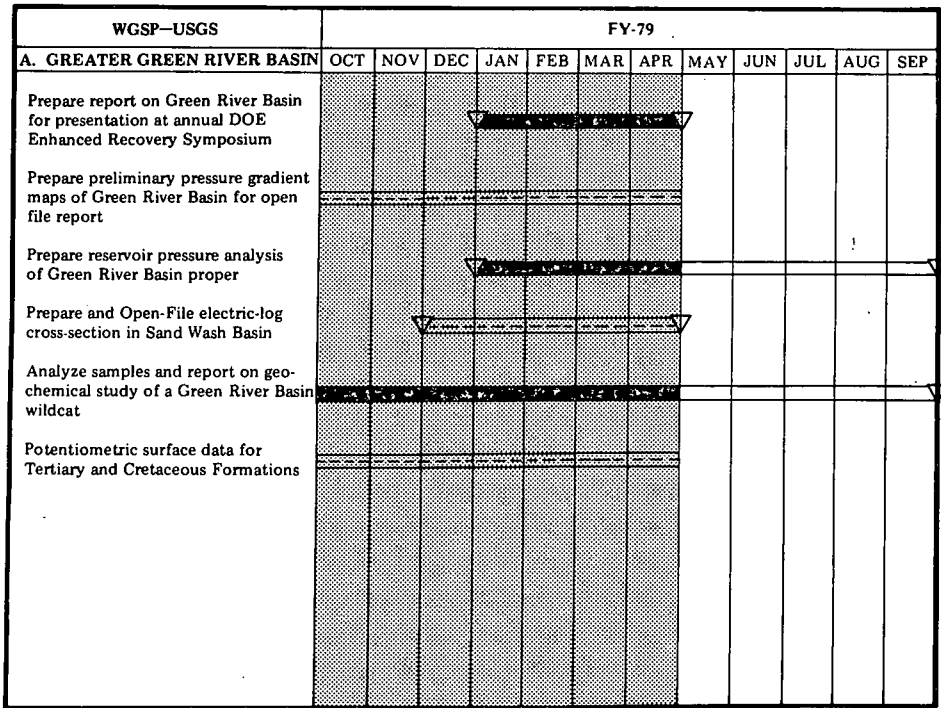 WGSP—USGS
FY-79
A. GREATER GREEN RIVER BASIN OCT NOV DEC JAN FEB MAR APR MAY JUN JUL AUG SEP
Prepare report on Green River Basin
for presentation at annual DOE
Enhanced Recovery Symposium
Prepare preliminary pressure gradient
maps of Green River Basin for open
file report
Prepare reservoir pressure analysis
of Green River Basin proper
Prepare and Open-File electric-log
cross-section in Sand Wash Basin
Analyze samples and report on geo-
chemical study of a Green River Basin
wildcat
Potentiometric surface data for
Tertiary and Cretaceous Formations